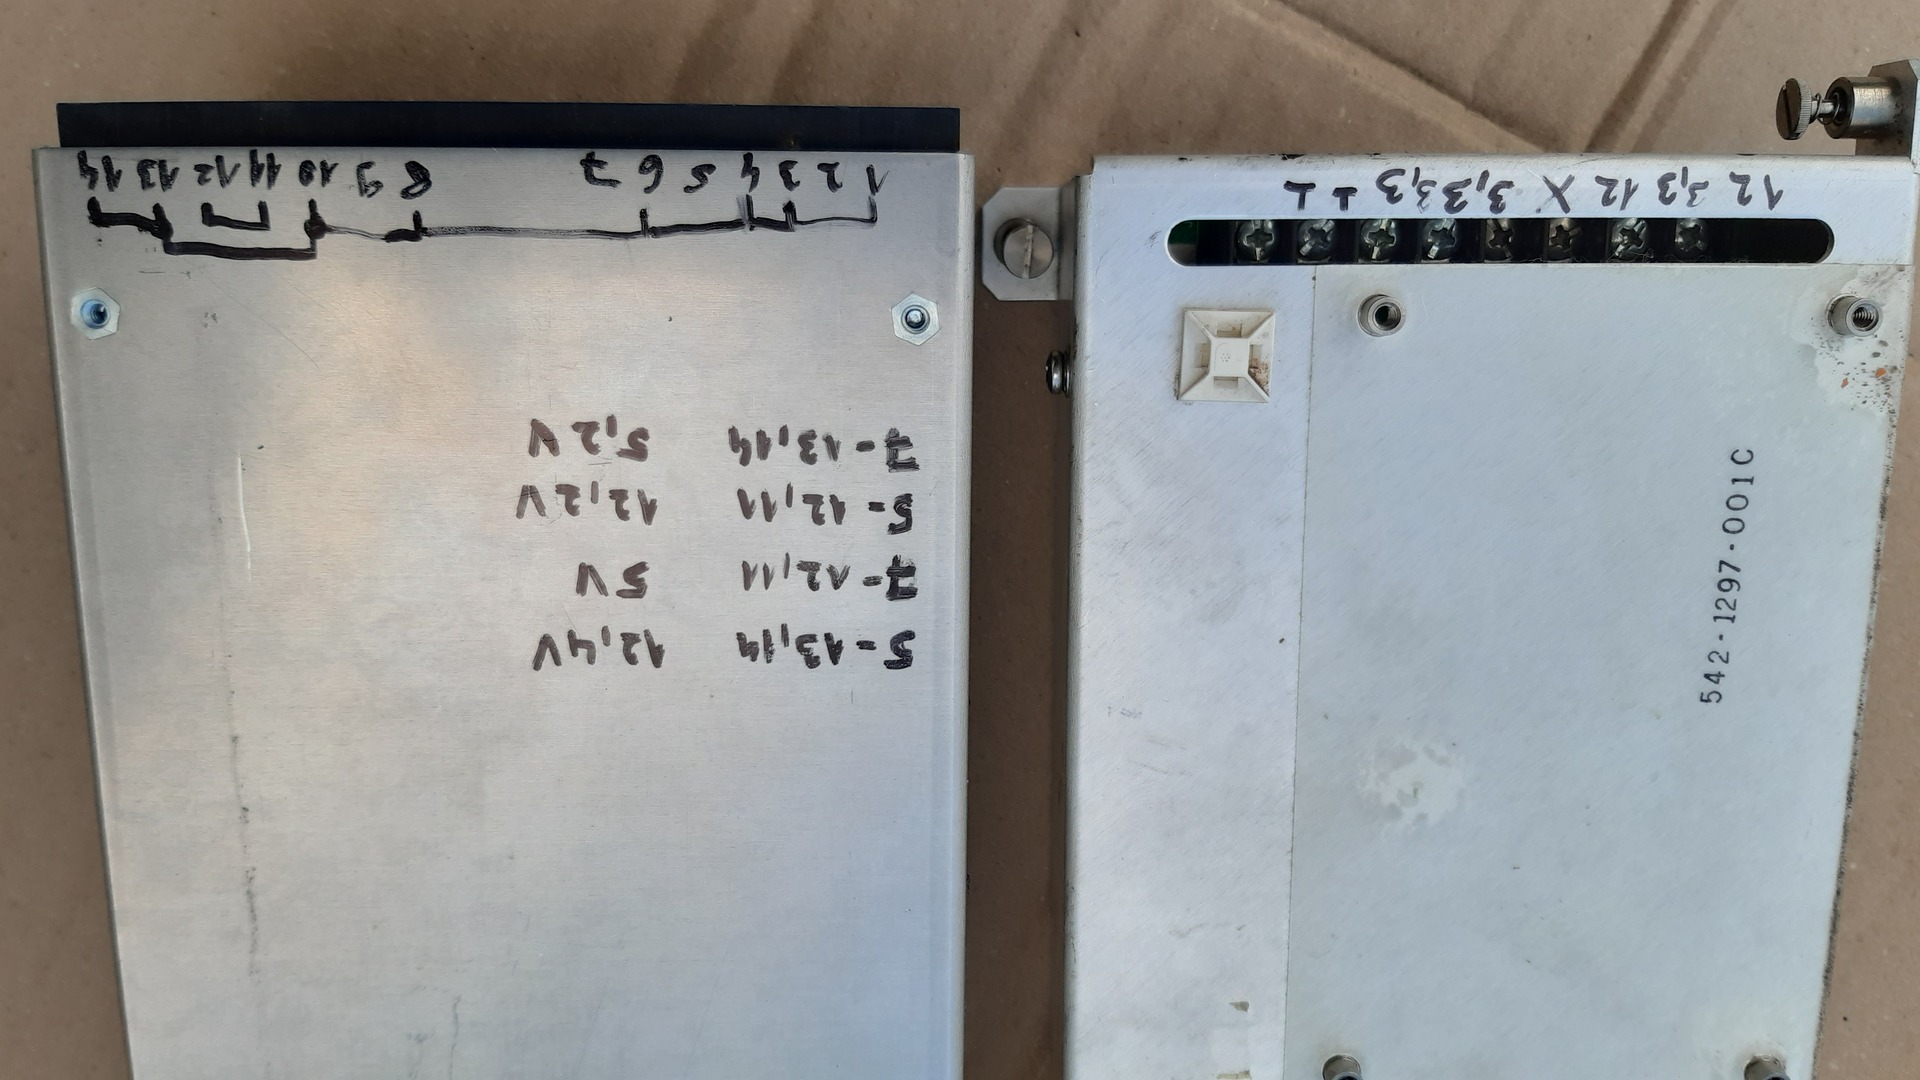 542-1297-001C
12 3,3 12 X 3,3 3,3 ⊥ ⊥
5-13,14 12,4V
7-12,11 5V
5-12,11 12,2V
7-13,14 5,2V
1 2 3 4 5 6 7 8 9 10 11 12 13 14